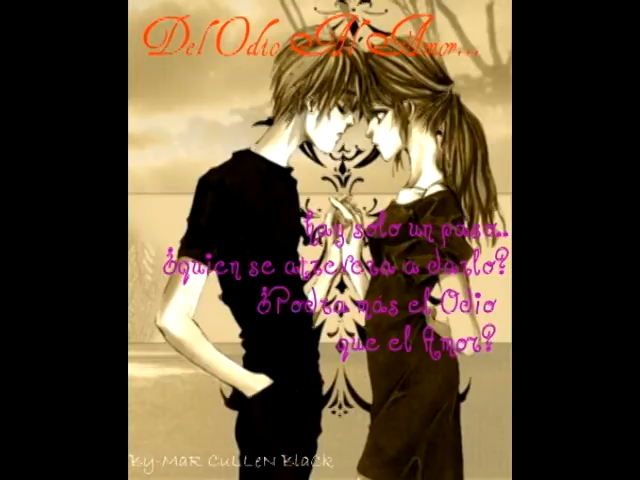 Del Odio Al Amor...
hay solo un paso..
¿quien se atrevera a darlo?
¿Podra más el Odio
que el Amor?
By-MaR CuLLeN BlaCk